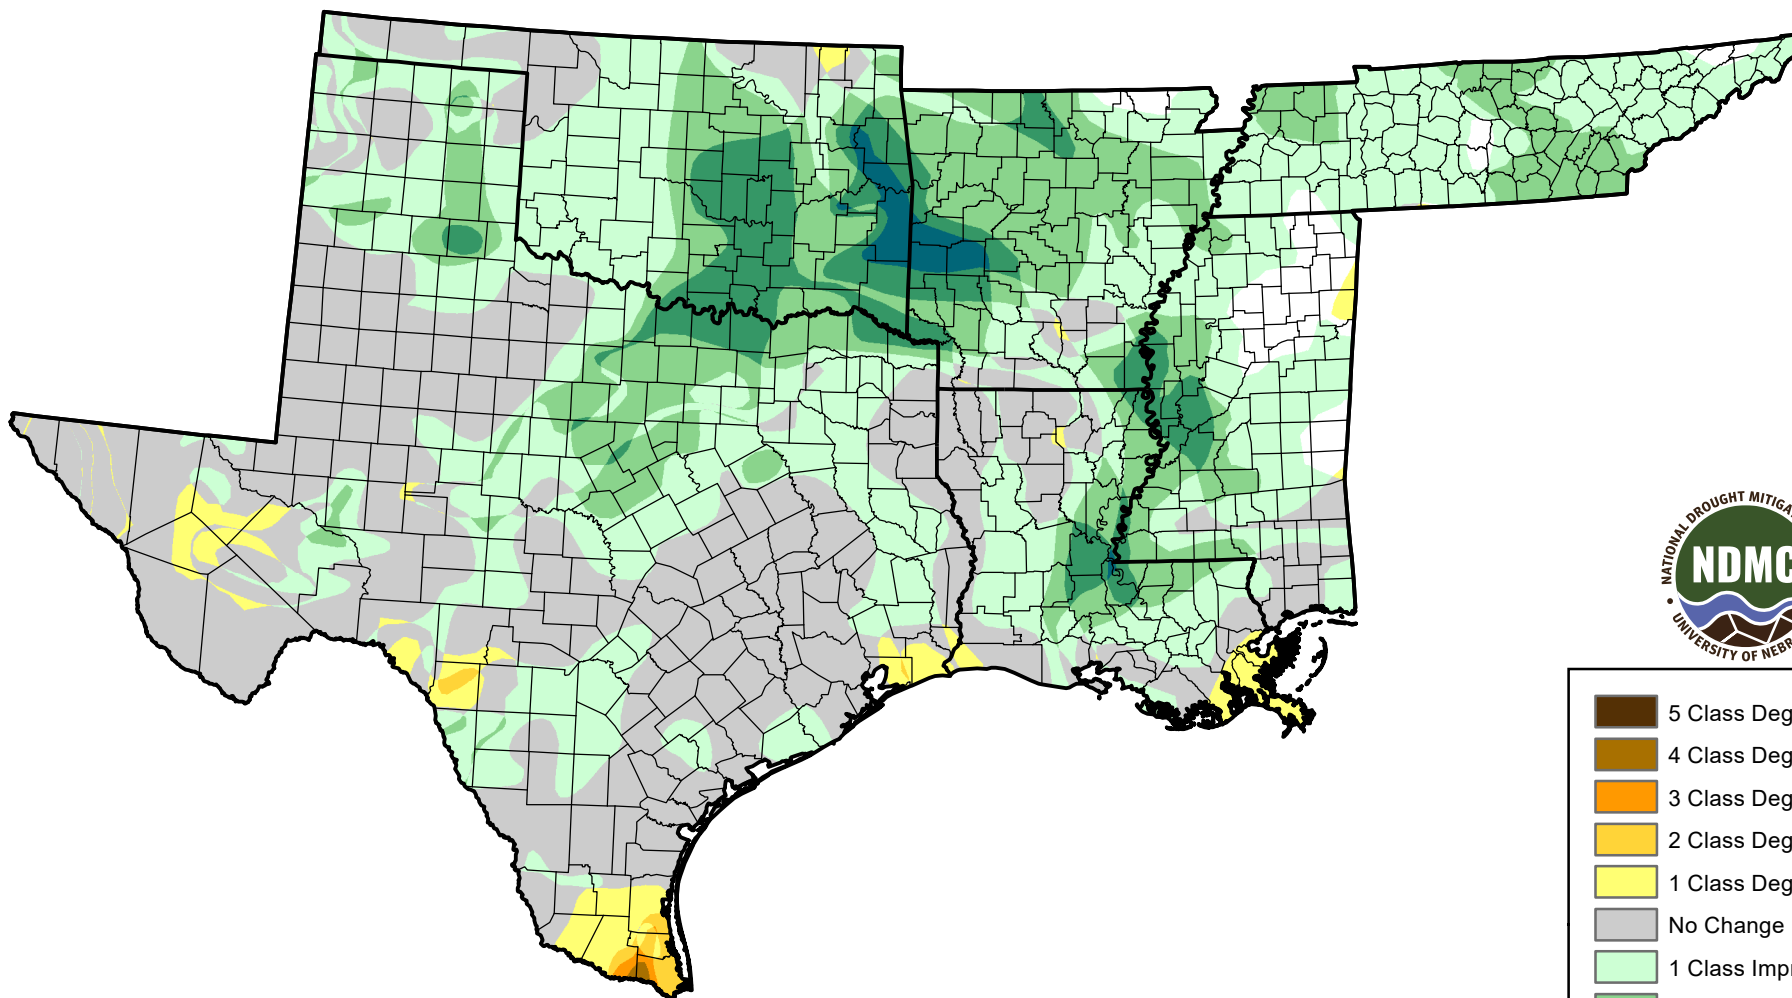 NATIONAL DROUGHT MITIGA
NDMC
UNIVERSITY OF NEBR
5 Class Deg
4 Class Deg
3 Class Deg
2 Class Deg
1 Class Deg
No Change
1 Class Impr